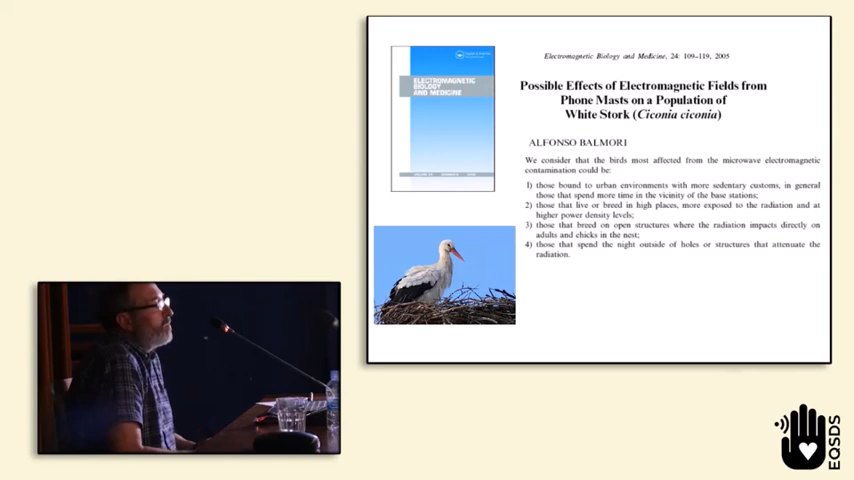 Electromagnetic Biology and Medicine, 24: 109–119, 2005
ELECTROMAGNETIC
BIOLOGY
AND MEDICINE
Possible Effects of Electromagnetic Fields from
Phone Masts on a Population of
White Stork (Ciconia ciconia)
ALFONSO BALMORI
We consider that the birds most affected from the microwave electromagnetic
contamination could be:
1) those bound to urban environments with more sedentary customs, in general
those that spend more time in the vicinity of the base stations;
2) those that live or breed in high places, more exposed to the radiation and at
higher power density levels;
3) those that breed on open structures where the radiation impacts directly on
adults and chicks in the nest;
4) those that spend the night outside of holes or structures that attenuate the
radiation.
EQSDS